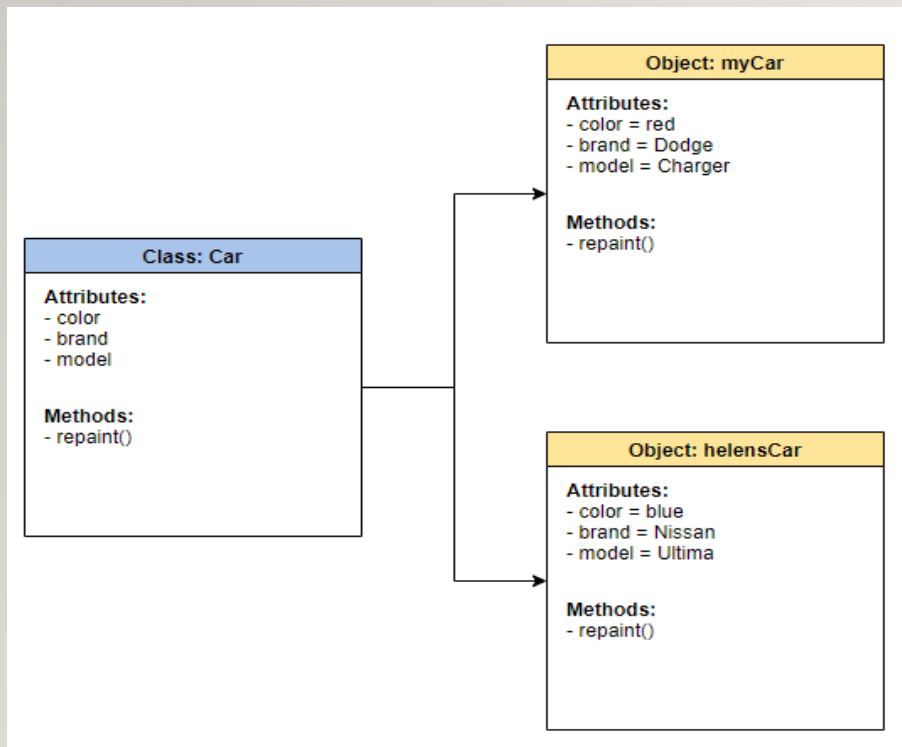 Class: Car
Attributes:
- color
- brand
- model
Methods:
- repaint()
Object: myCar
Attributes:
- color = red
- brand = Dodge
- model = Charger
Methods:
- repaint()
Object: helensCar
Attributes:
- color = blue
- brand = Nissan
- model = Ultima
Methods:
- repaint()